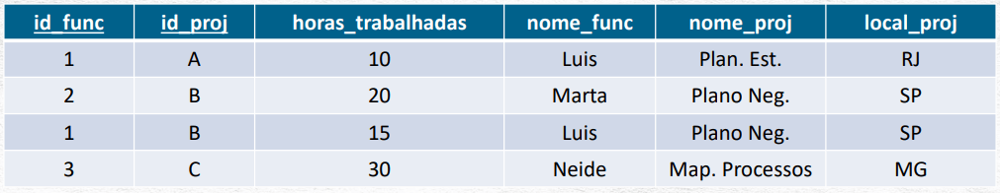 id_func id_proj horas_trabalhadas nome_func nome_proj local_proj
1 A 10 Luis Plan. Est. RJ
2 B 20 Marta Plano Neg. SP
1 B 15 Luis Plano Neg. SP
3 C 30 Neide Map. Processos MG